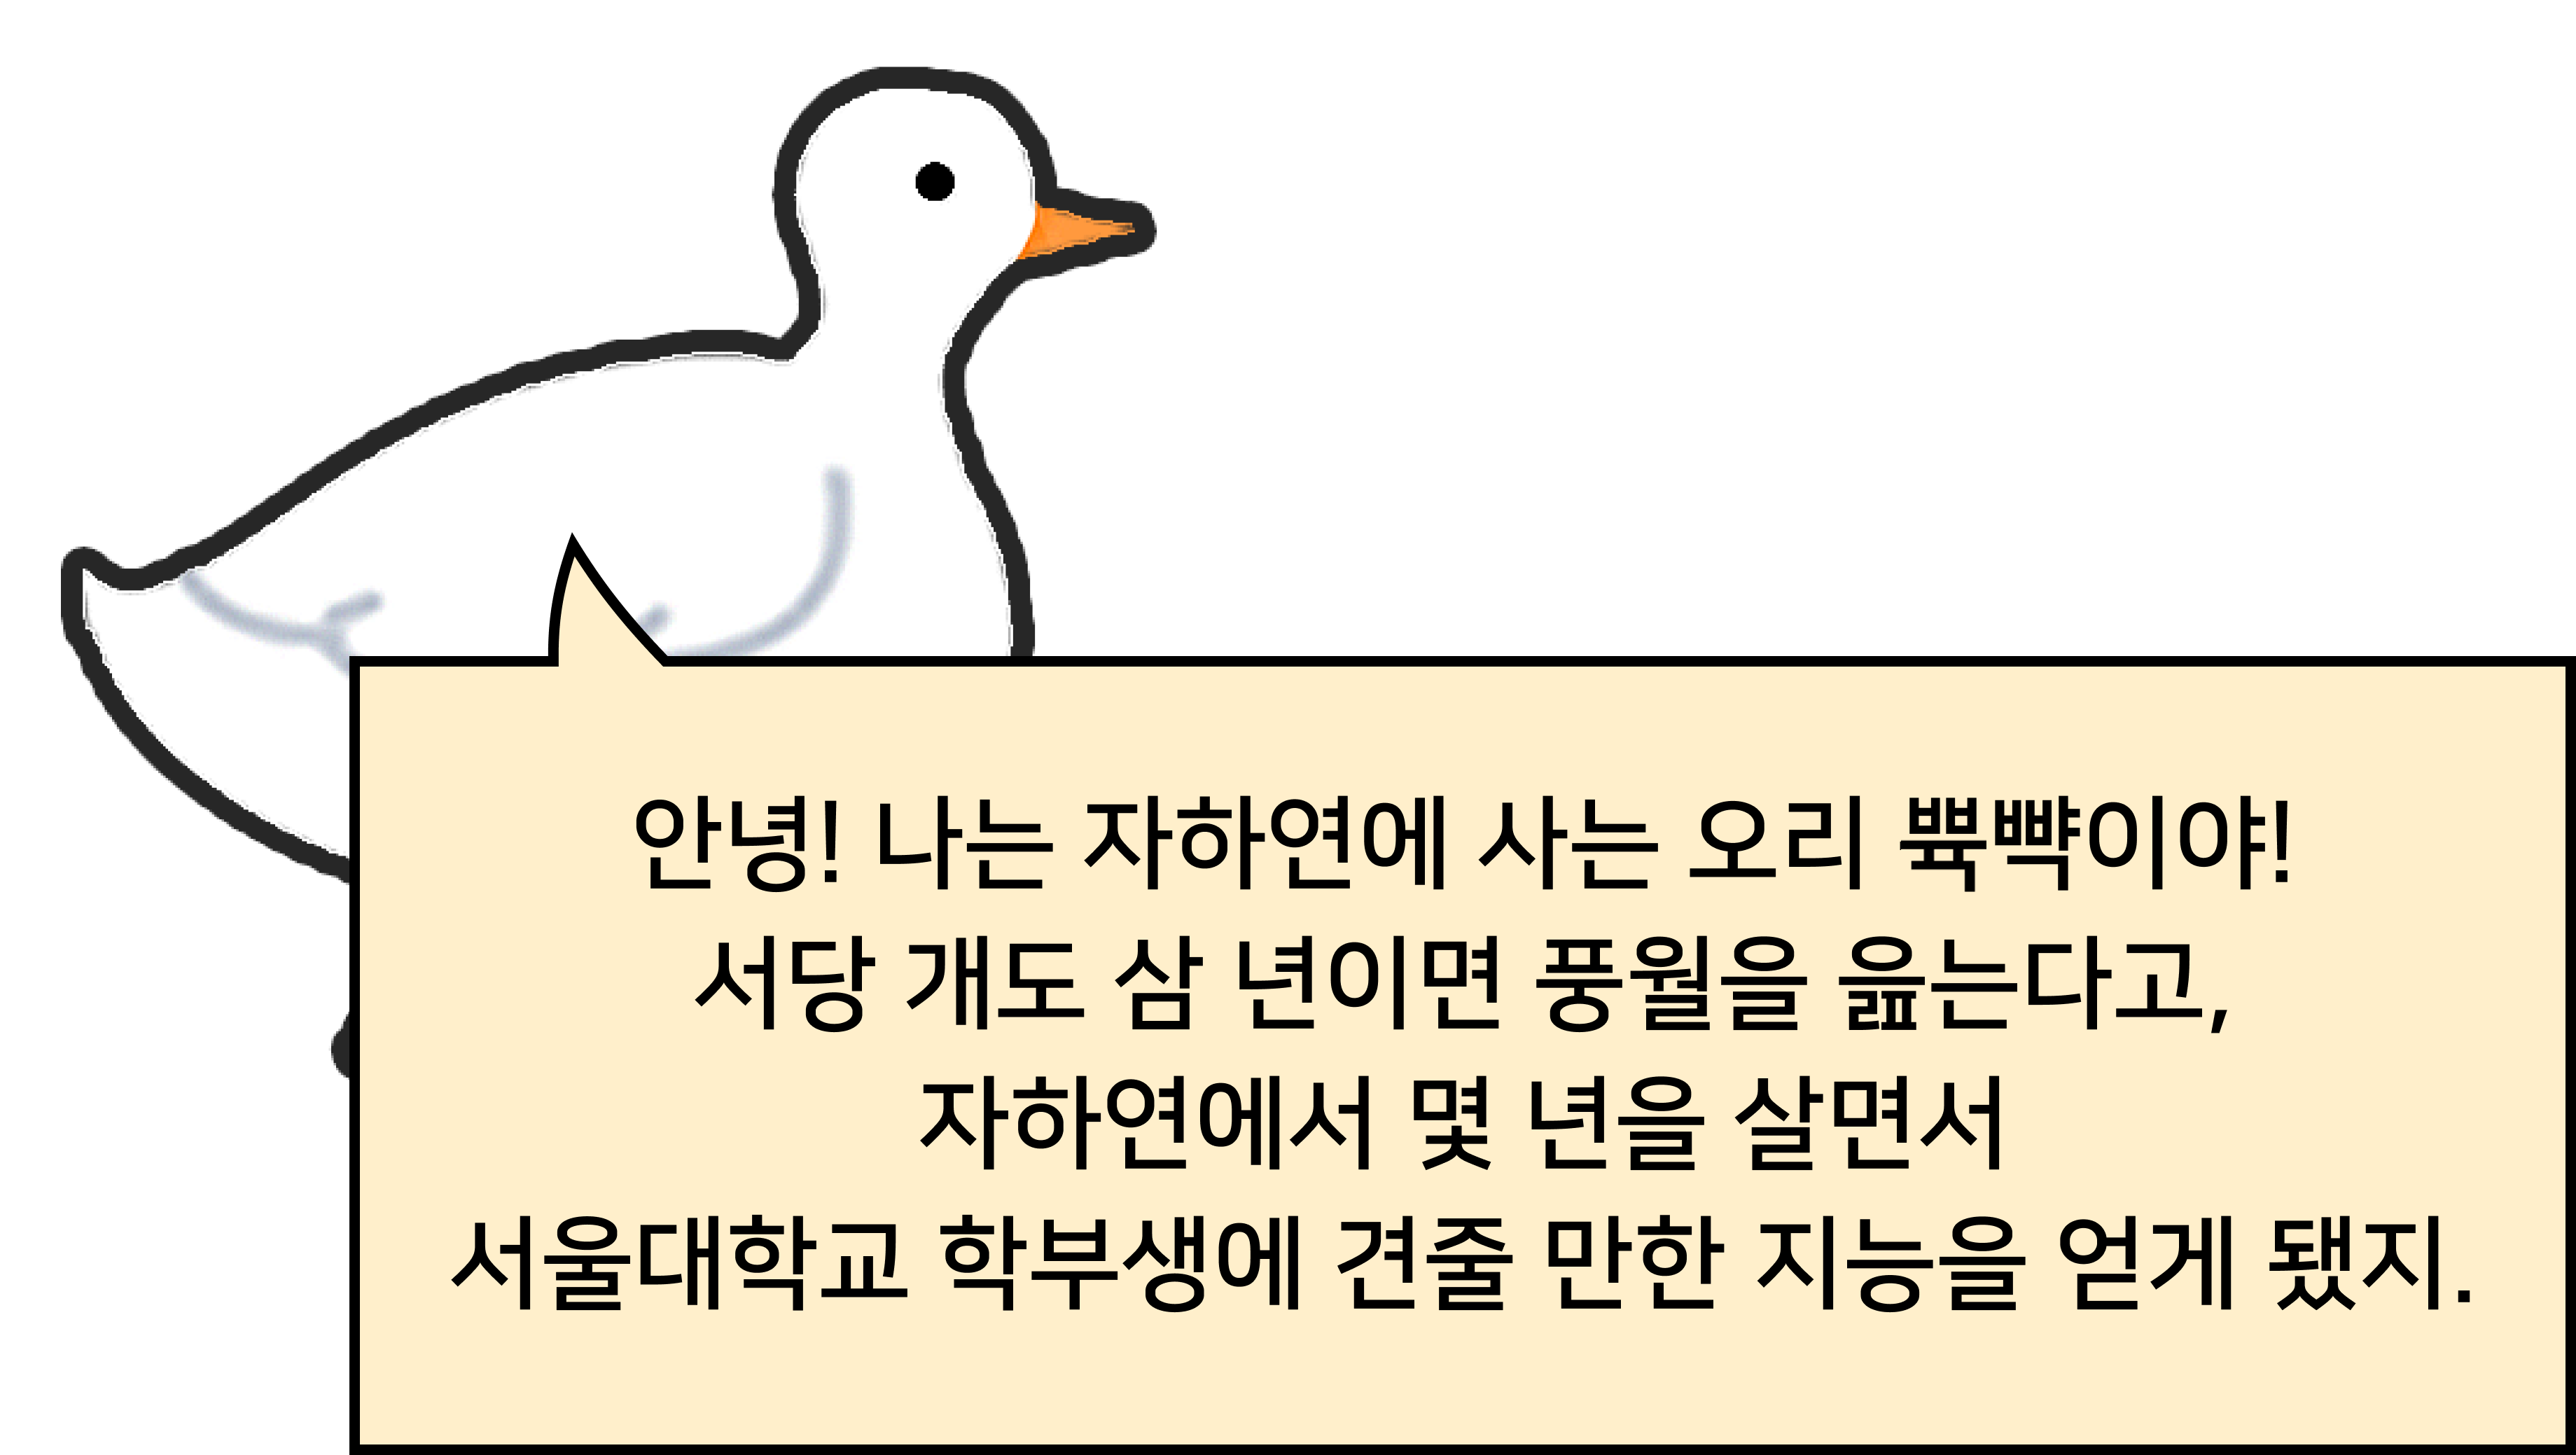 안녕! 나는 자하연에 사는 오리 쀽뺙이야!
서당 개도 삼 년이면 풍월을 읊는다고,
자하연에서 몇 년을 살면서
서울대학교 학부생에 견줄 만한 지능을 얻게 됐지.